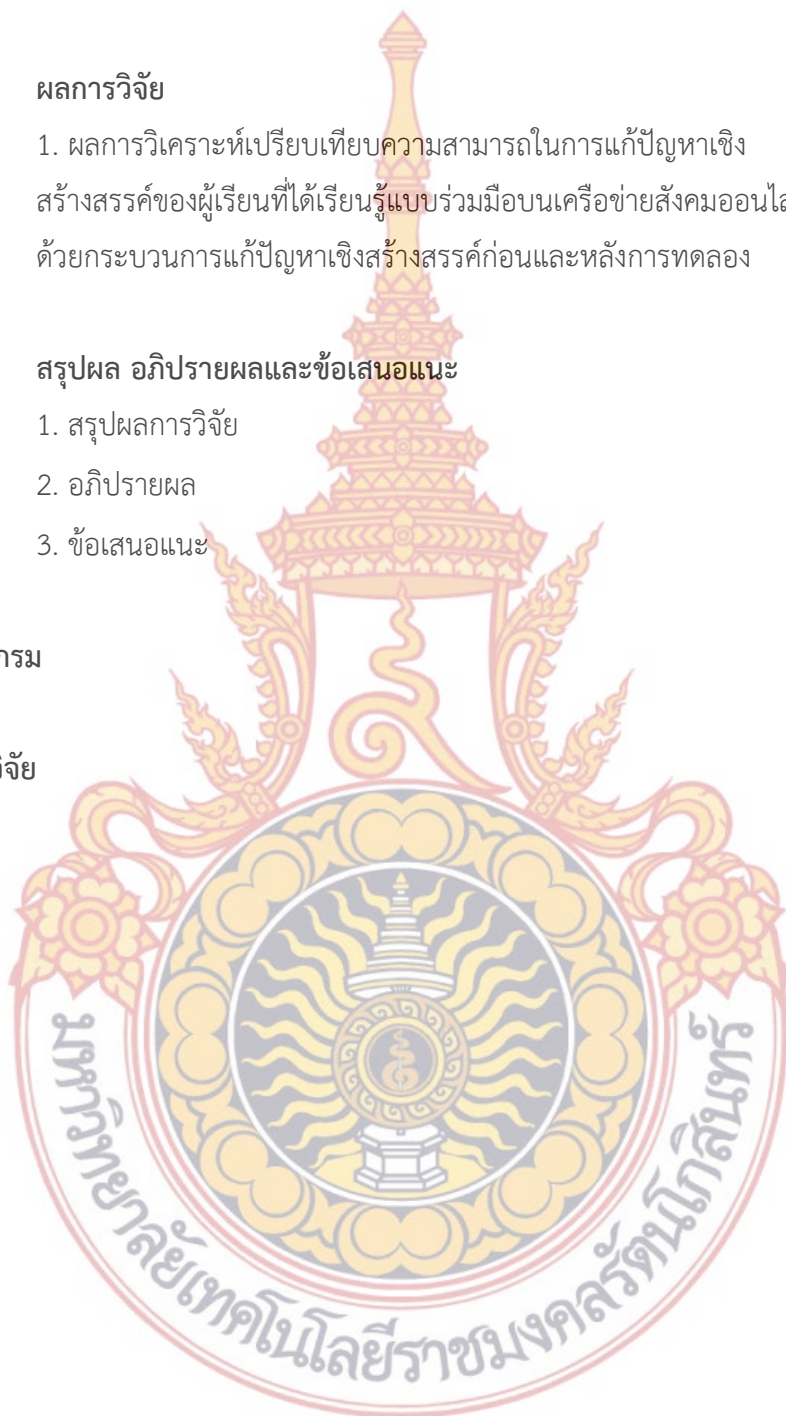 ผลการวิจัย
1. ผลการวิเคราะห์เปรียบเทียบความสามารถในการแก้ปัญหาเชิง
สร้างสรรค์ของผู้เรียนที่ได้เรียนรู้แบบร่วมมือบนเครือข่ายสังคมออนไล
ด้วยกระบวนการแก้ปัญหาเชิงสร้างสรรค์ก่อนและหลังการทดลอง
สรุปผล อภิปรายผลและข้อเสนอแนะ
1. สรุปผลการวิจัย
2. อภิปรายผล
3. ข้อเสนอแนะ
กรม
วิจัย
มหาวิทยาลัยเทคโนโลยีราชมงคลรัตนโกสินทร์